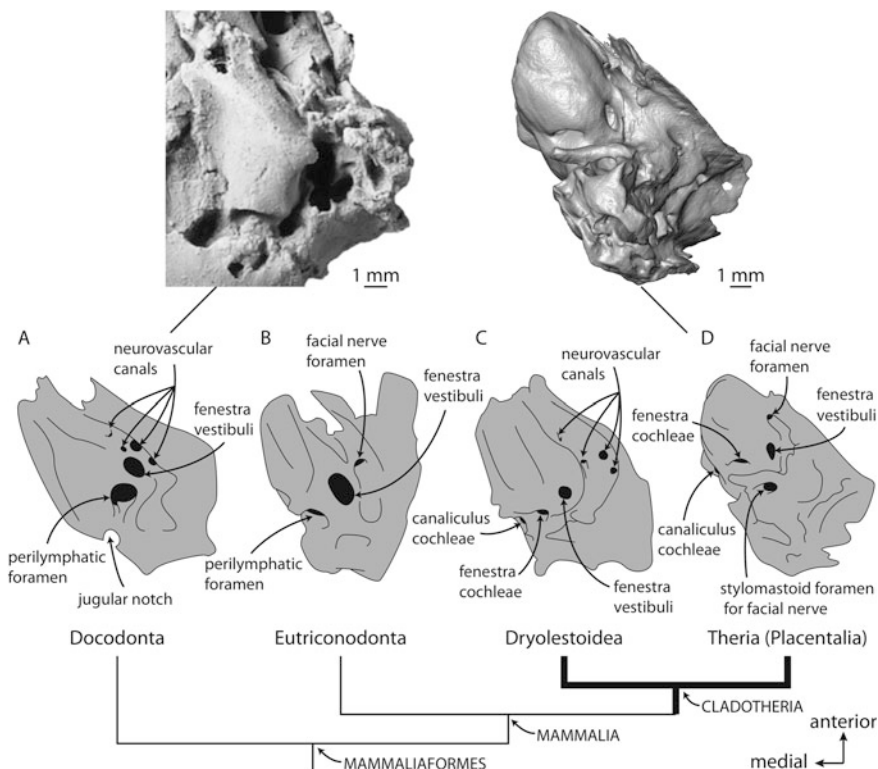 1 mm
1 mm
A
neurovascular
canals
fenestra
vestibuli
perilymphatic
foramen
jugular notch
B
facial nerve
foramen
fenestra
vestibuli
perilymphatic
foramen
C
neurovascular
canals
canaliculus
cochleae
fenestra
cochleae
fenestra
vestibuli
D
facial nerve
foramen
fenestra
cochleae
fenestra
vestibuli
canaliculus
cochleae
stylomastoid foramen
for facial nerve
Docodonta
Eutriconodonta
Dryolestoidea
Theria (Placentalia)
CLADOTHERIA
MAMMALIA
MAMMALIAFORMES
anterior
medial